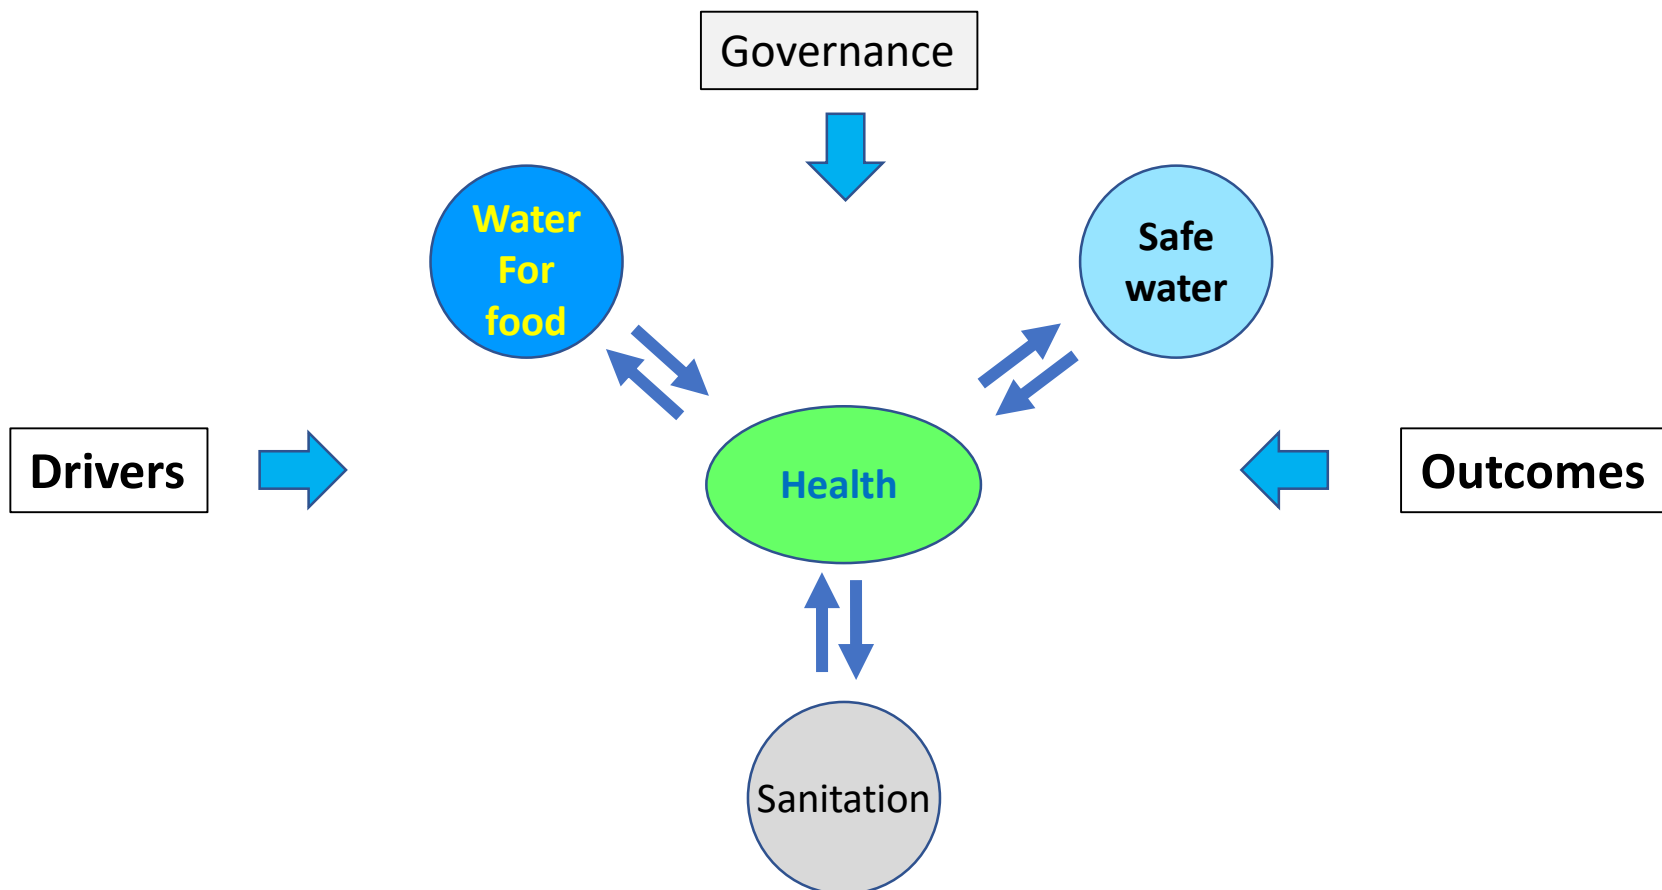 Governance
Water
For
food
Safe
water
Drivers
Health
Outcomes
Sanitation